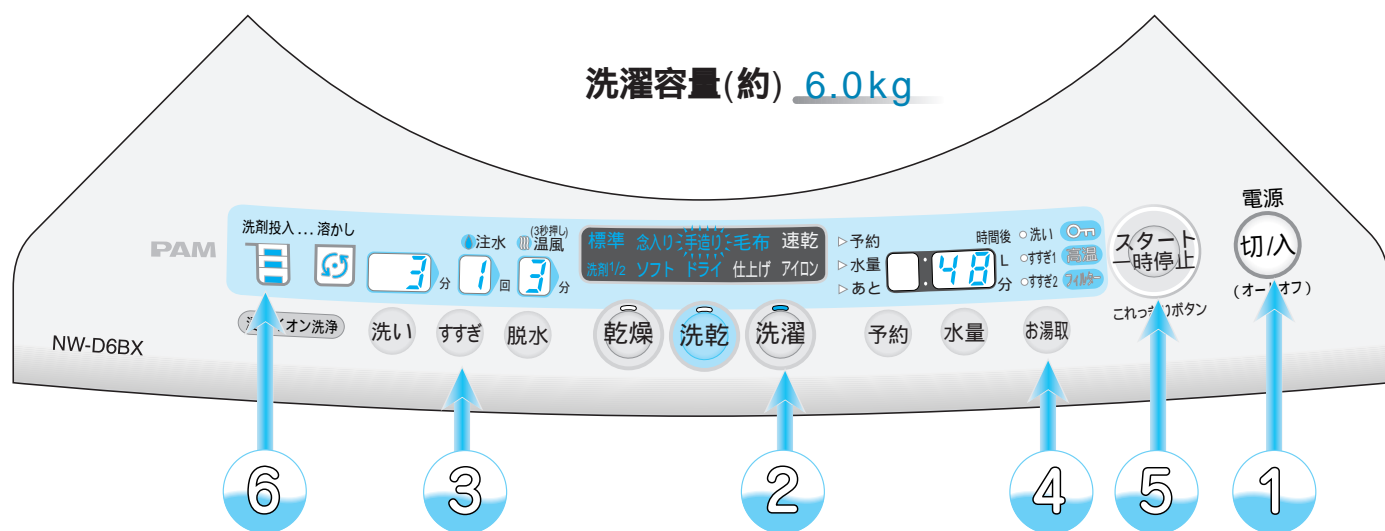 洗濯容量(約) 6.0kg
電源
切/入
(オートオフ)
スタート
一時停止
これっきりボタン
PAM
洗剤投入...溶かし
注水
(3秒押し)
温風
3分
1回
3分
標準 念入り 手造り 毛布 速乾
洗剤1/2 ソフト ドライ 仕上げ アイロン
▷予約
▷水量
▷あと
時間後
:48
L
分
洗い
すすぎ1
すすぎ2
高温
フィルター
イオン洗浄
洗い
すすぎ
脱水
乾燥
洗乾
洗濯
予約
水量
お湯取
NW-D6BX
6
3
2
4
5
1